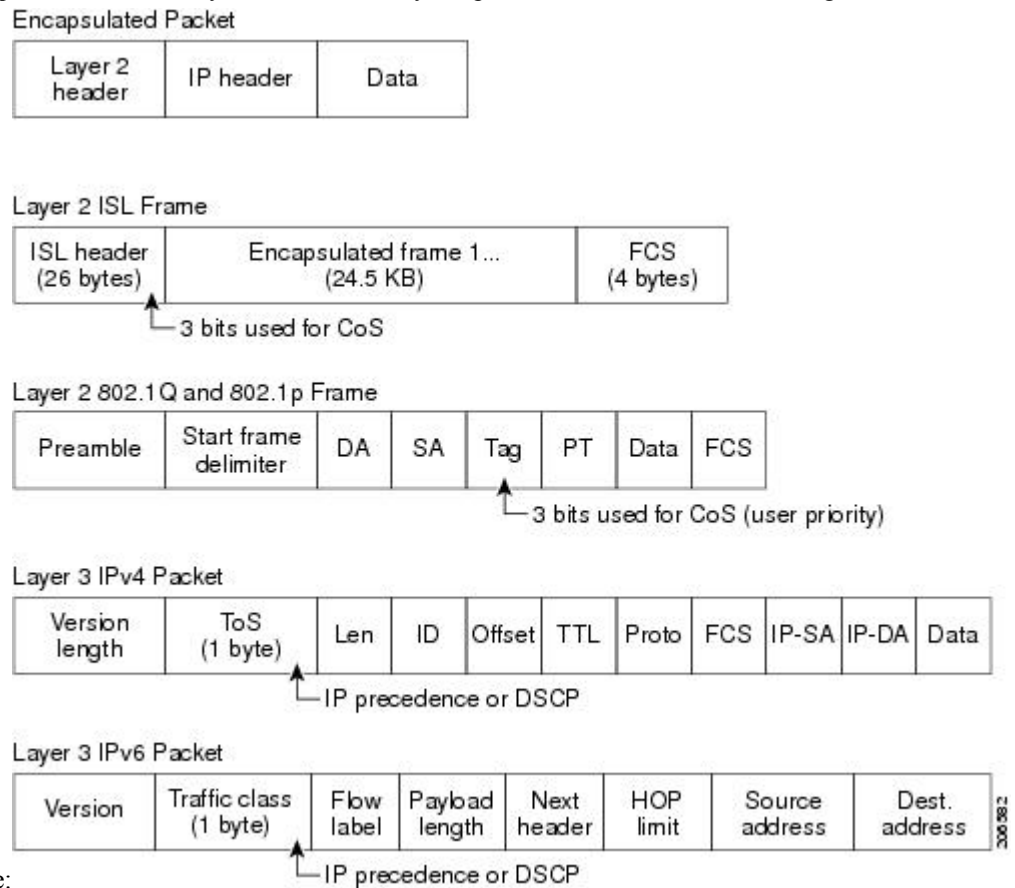 Encapsulated Packet
Layer 2
header
IP header
Data
Layer 2 ISL Frame
ISL header
(26 bytes)
Encapsulated frame 1...
(24.5 KB)
FCS
(4 bytes)
3 bits used for CoS
Layer 2 802.1Q and 802.1p Frame
Preamble
Start frame
delimiter
DA
SA
Tag
PT
Data
FCS
3 bits used for CoS (user priority)
Layer 3 IPv4 Packet
Version
length
ToS
(1 byte)
Len
ID
Offset
TTL
Proto
FCS
IP-SA
IP-DA
Data
IP precedence or DSCP
Layer 3 IPv6 Packet
Version
Traffic class
(1 byte)
Flow
label
Payload
length
Next
header
HOP
limit
Source
address
Dest.
address
206582
IP precedence or DSCP
e: